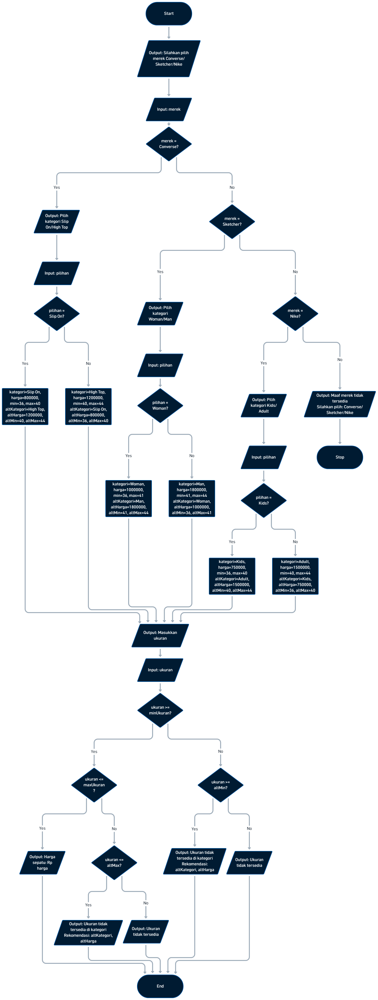 Start
Output: Silahkan pilih
merek Converse/
Sketcher/Nike
Input: merek
merek =
Converse?
Yes
No
Output: Pilih
kategori Slip
On/High Top
merek =
Sketcher?
Input: pilihan
Yes
No
pilihan =
Slip On?
Output: Pilih
kategori
Woman/Man
merek =
Nike?
Yes
No
Input: pilihan
Yes
No
kategori=Slip On,
harga=800000,
min=36, max=40
altKategori=High Top,
altHarga=1200000,
altMin=40, altMax=44
kategori=High Top,
harga=1200000,
min=40, max=44
altKategori=Slip On,
altHarga=800000,
altMin=36, altMax=40
pilihan =
Woman?
Output: Pilih
kategori Kids/
Adult
Output: Maaf merek tidak
tersedia
Silahkan pilih: Converse/
Sketcher/Nike
Yes
No
Input: pilihan
Stop
kategori=Woman,
harga=1000000,
min=36, max=41
altKategori=Man,
altHarga=1800000,
altMin=41, altMax=44
kategori=Man,
harga=1800000,
min=41, max=44
altKategori=Woman,
altHarga=1000000,
altMin=36, altMax=41
pilihan =
Kids?
Yes
No
kategori=Kids,
harga=750000,
min=36, max=40
altKategori=Adult,
altHarga=1500000,
altMin=40, altMax=44
kategori=Adult,
harga=1500000,
min=40, max=44
altKategori=Kids,
altHarga=750000,
altMin=36, altMax=40
Output: Masukkan
ukuran
Input: ukuran
ukuran >=
minUkuran?
Yes
No
ukuran <=
maxUkuran
?
ukuran >=
altMin?
Yes
No
Yes
No
Output: Harga
sepatu: Rp
harga
ukuran <=
altMax?
Output: Ukuran tidak
tersedia di kategori
Rekomendasi:
altKategori, altHarga
Output: Ukuran
tidak tersedia
Yes
No
Output: Ukuran tidak
tersedia di kategori
Rekomendasi: altKategori,
altHarga
Output: Ukuran
tidak tersedia
End